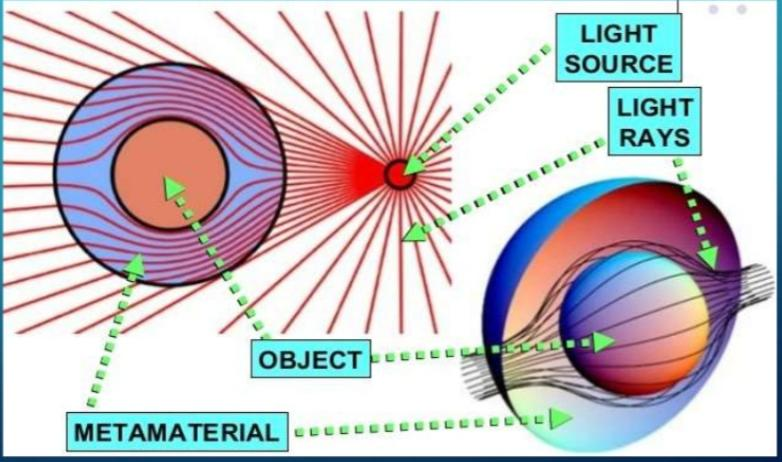 LIGHT
SOURCE
LIGHT
RAYS
OBJECT
METAMATERIAL